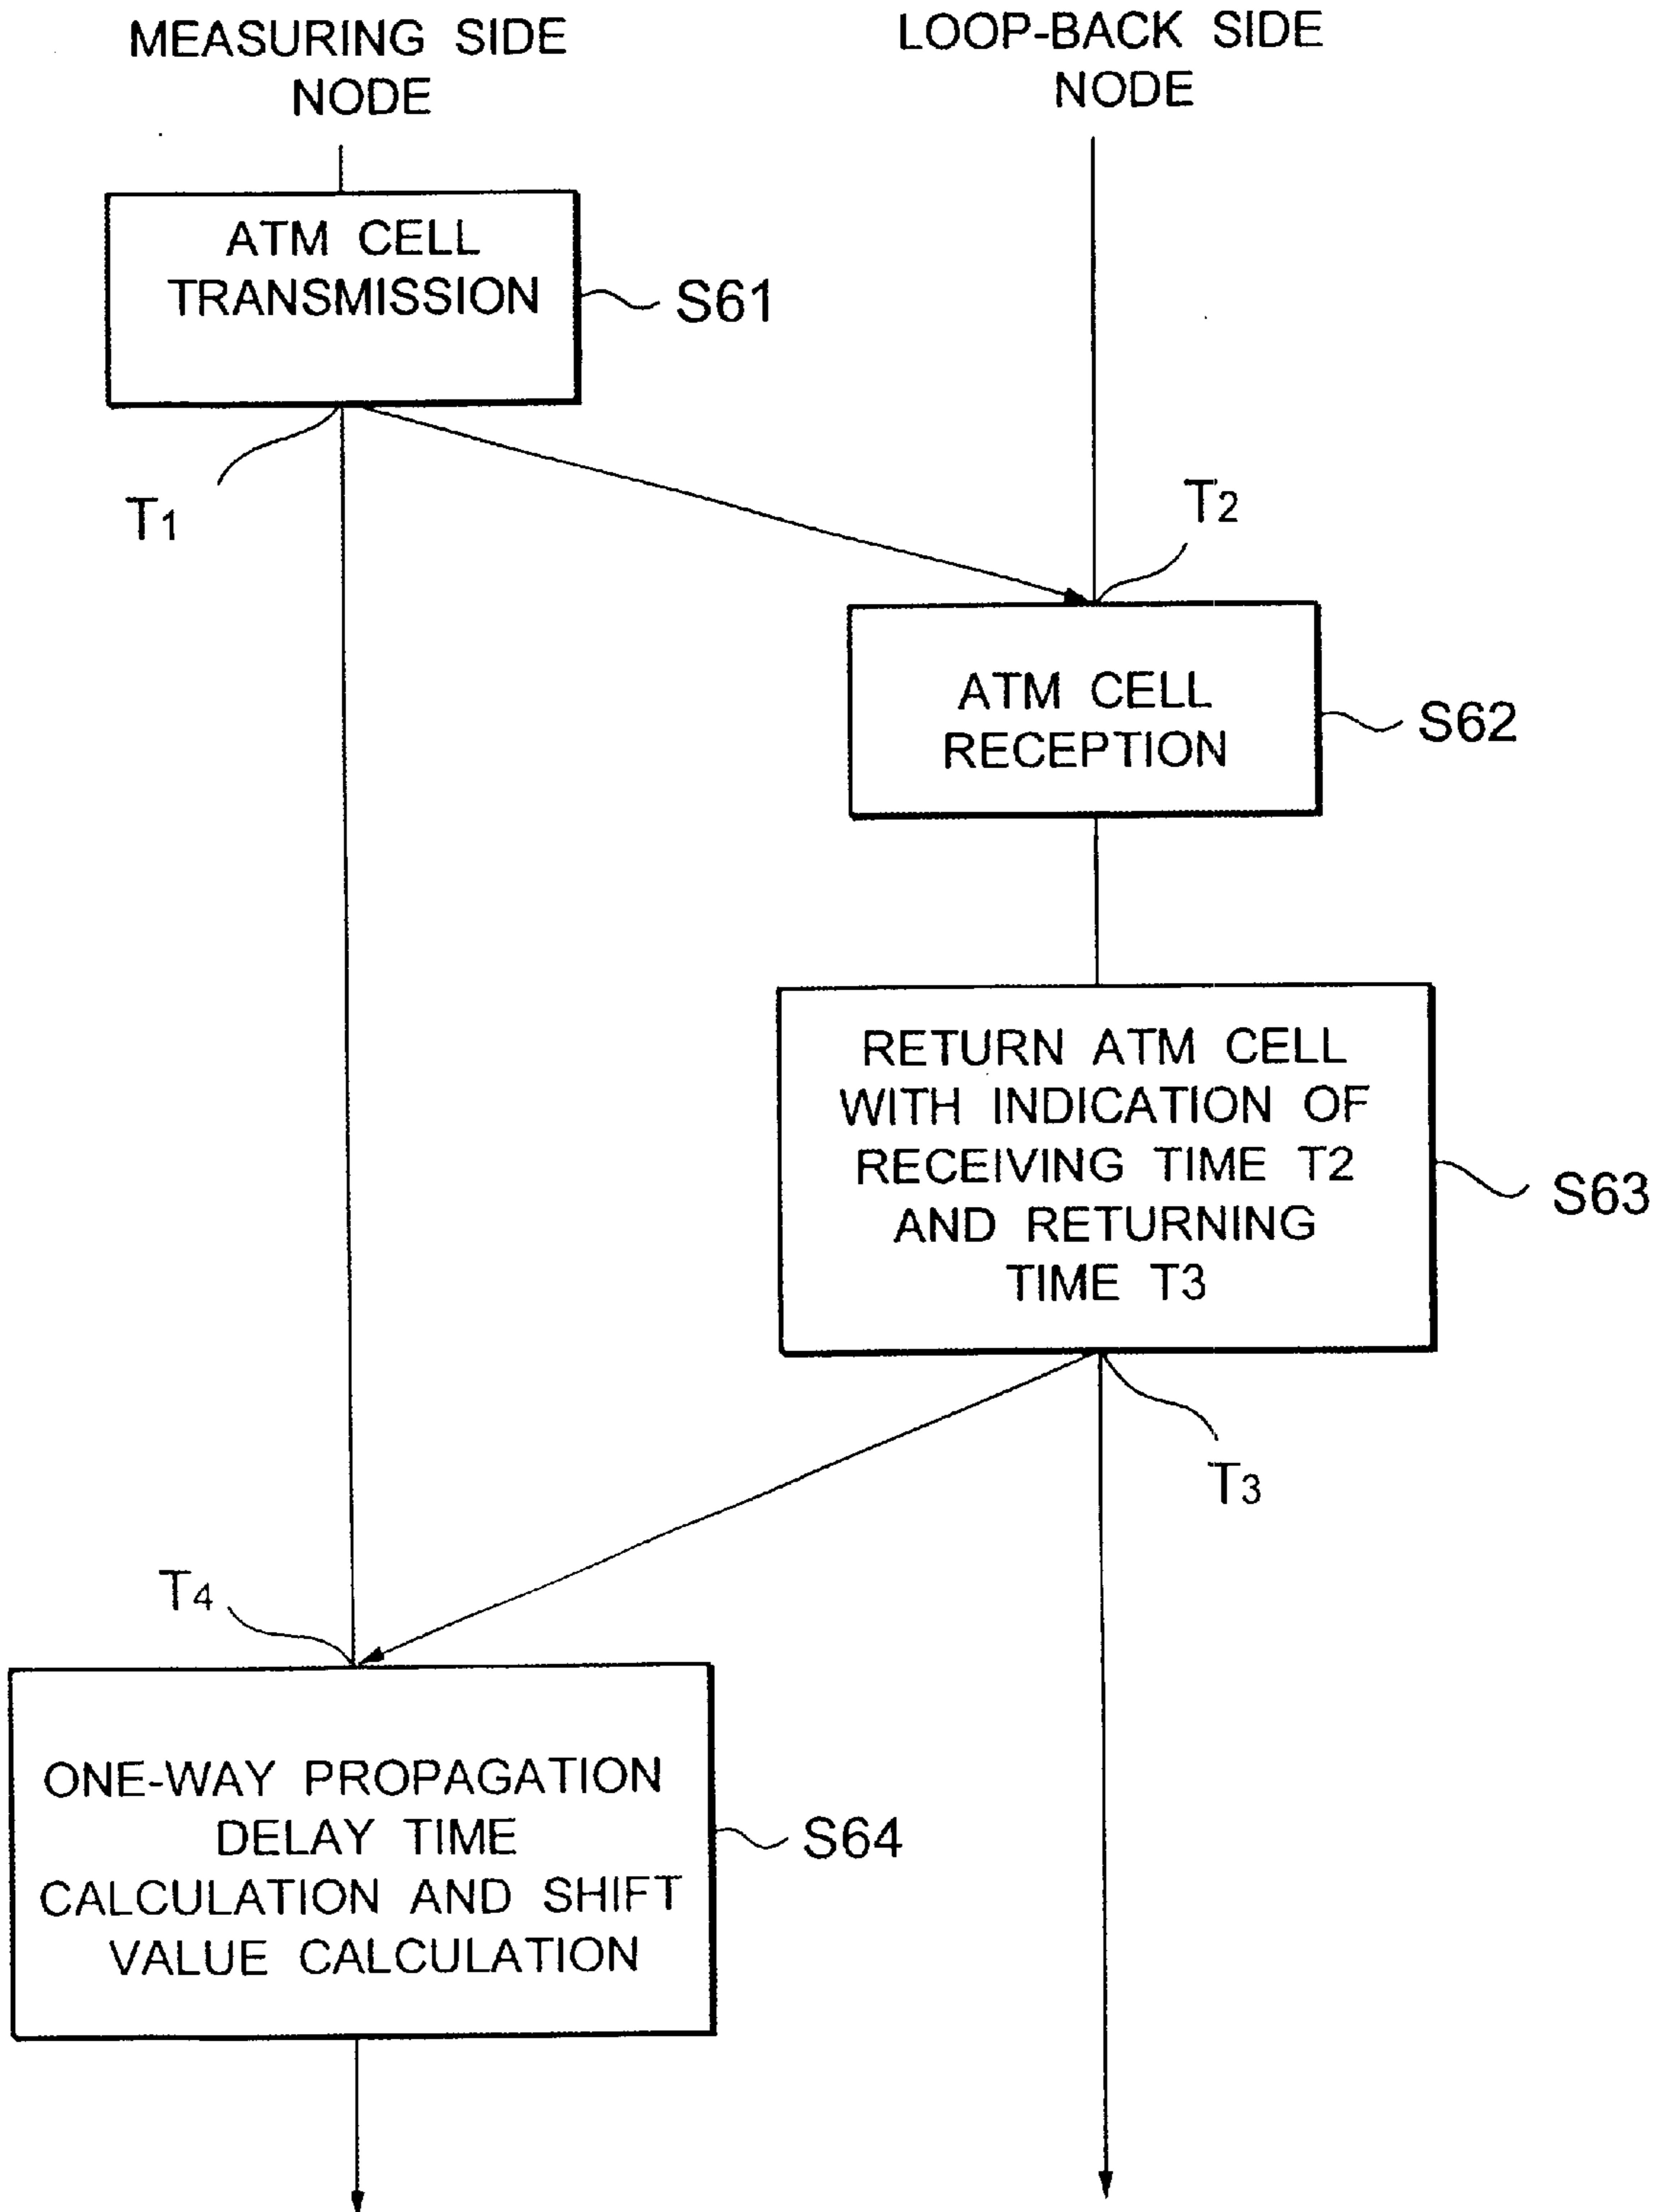 MEASURING SIDE
NODE
LOOP-BACK SIDE
NODE
ATM CELL
TRANSMISSION
S61
T1
T2
ATM CELL
RECEPTION
S62
RETURN ATM CELL
WITH INDICATION OF
RECEIVING TIME T2
AND RETURNING
TIME T3
S63
T3
T4
ONE-WAY PROPAGATION
DELAY TIME
CALCULATION AND SHIFT
VALUE CALCULATION
S64